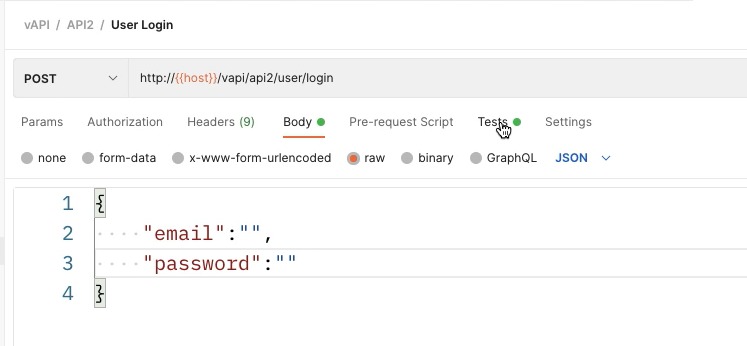 vAPI / API2 / User Login
POST http://{{host}}/vapi/api2/user/login
Params Authorization Headers (9) Body Pre-request Script Tests Settings
none form-data x-www-form-urlencoded raw binary GraphQL JSON
1 {
2 ····"email":"",
3 ····"password":""
4 }